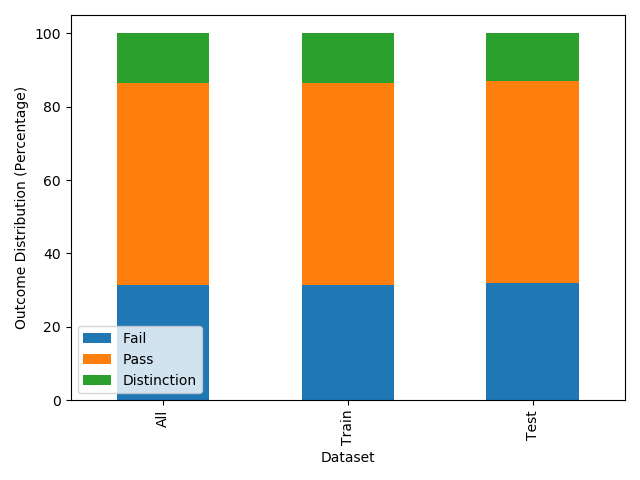 100
80
60
40
20
0
Outcome Distribution (Percentage)
Fail
Pass
Distinction
All
Train
Test
Dataset